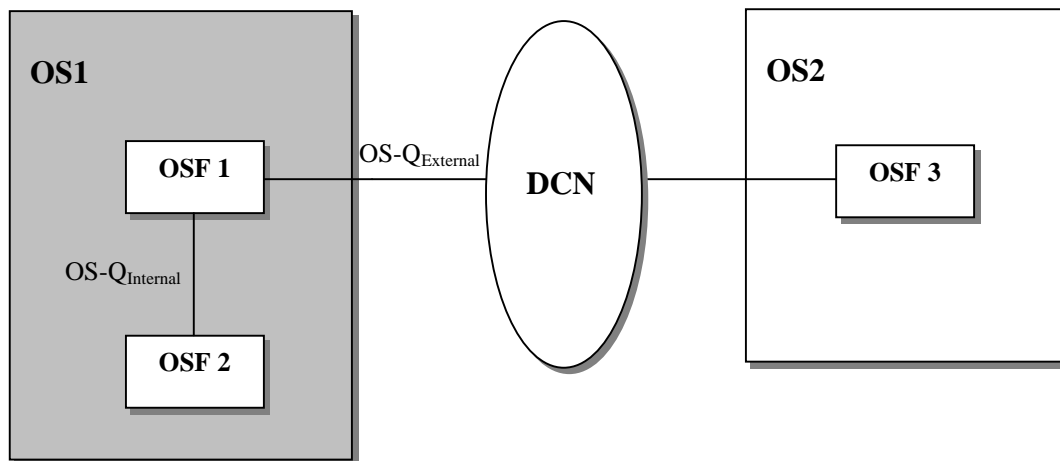 OS1
OS2
OSF 1
OS-QExternal
DCN
OSF 3
OS-QInternal
OSF 2